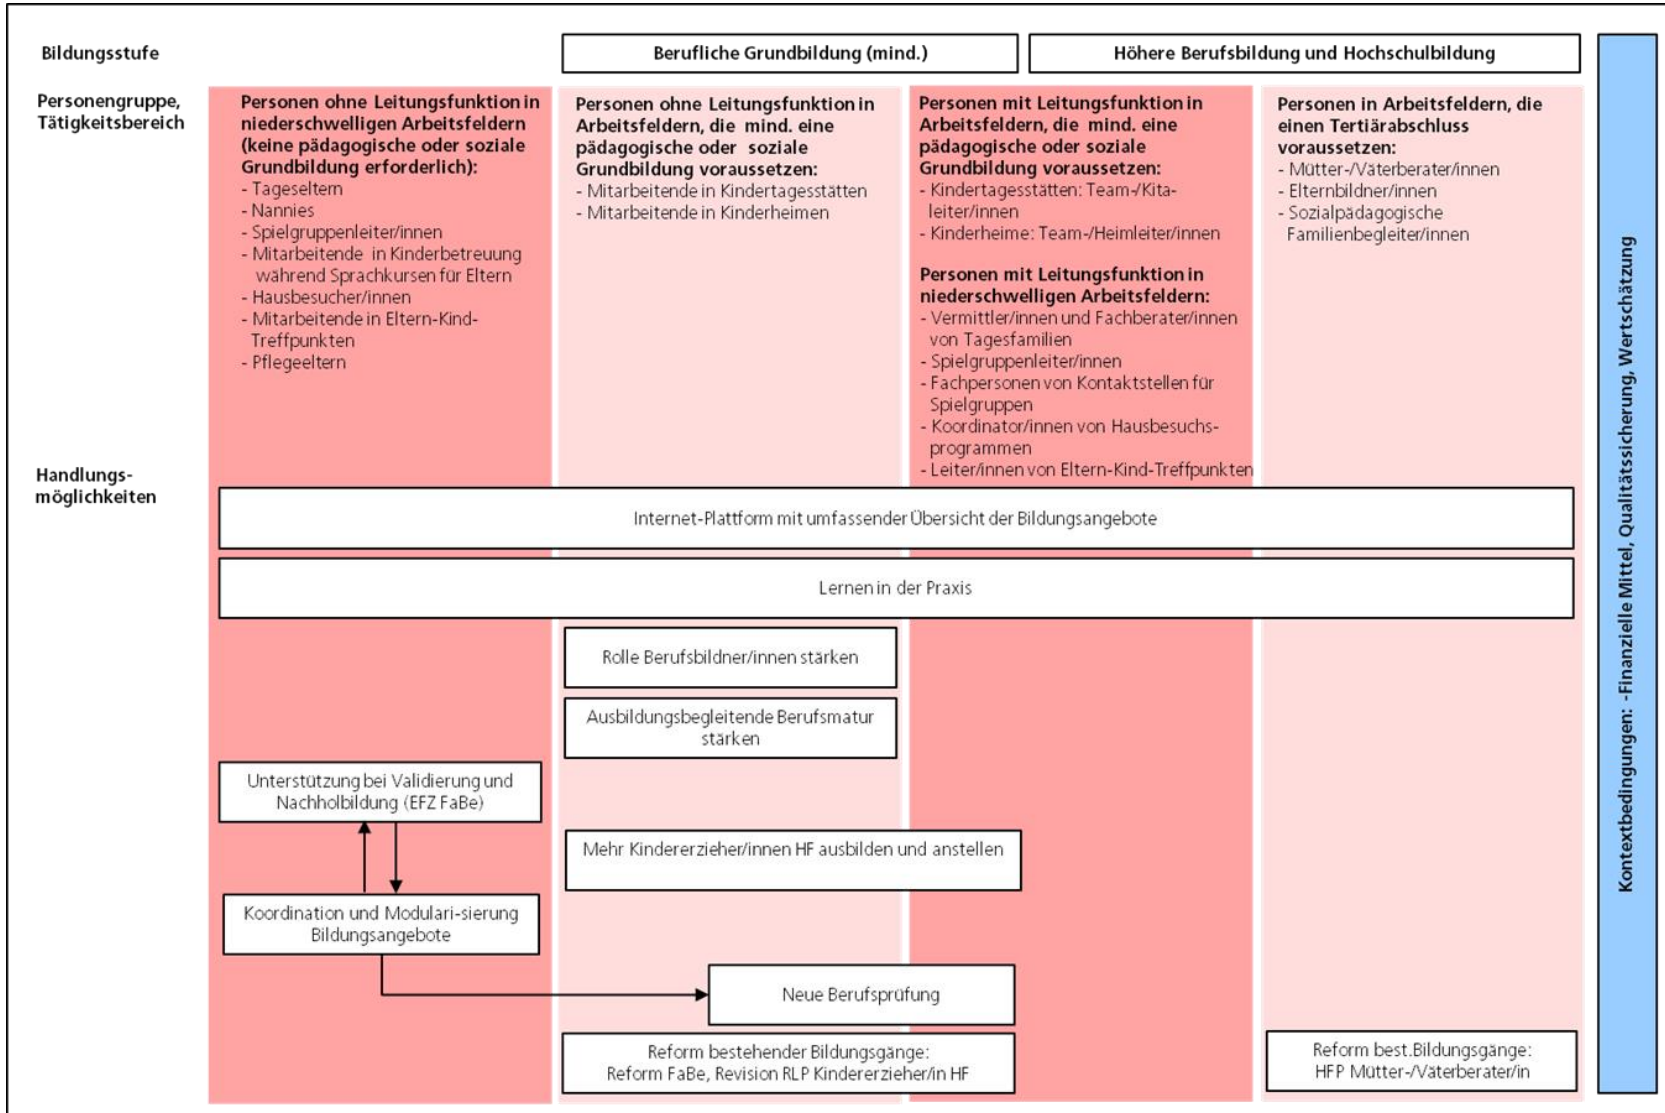 Bildungsstufe
Berufliche Grundbildung (mind.)
Höhere Berufsbildung und Hochschulbildung
Personengruppe,
Tätigkeitsbereich
Personen ohne Leitungsfunktion in
niederschwelligen Arbeitsfeldern
(keine pädagogische oder soziale
Grundbildung erforderlich):
- Tageseltern
- Nannies
- Spielgruppenleiter/innen
- Mitarbeitende in Kinderbetreuung
während Sprachkursen für Eltern
- Hausbesucher/innen
- Mitarbeitende in Eltern-Kind-
Treffpunkten
- Pflegeeltern
Personen ohne Leitungsfunktion in
Arbeitsfeldern, die mind. eine
pädagogische oder soziale
Grundbildung voraussetzen:
- Mitarbeitende in Kindertagesstätten
- Mitarbeitende in Kinderheimen
Personen mit Leitungsfunktion in
Arbeitsfeldern, die mind. eine
pädagogische oder soziale
Grundbildung voraussetzen:
- Kindertagesstätten: Team-/Kita-
leiter/innen
- Kinderheime: Team-/Heimleiter/innen
Personen mit Leitungsfunktion in
niederschwelligen Arbeitsfeldern:
- Vermittler/innen und Fachberater/innen
von Tagesfamilien
- Spielgruppenleiter/innen
- Fachpersonen von Kontaktstellen für
Spielgruppen
- Koordinator/innen von Hausbesuchs-
programmen
- Leiter/innen von Eltern-Kind-Treffpunkten
Personen in Arbeitsfeldern, die
einen Tertiärabschluss
voraussetzen:
- Mütter-/Väterberater/innen
- Elternbildner/innen
- Sozialpädagogische
Familienbegleiter/innen
Handlungs-
möglichkeiten
Internet-Plattform mit umfassender Übersicht der Bildungsangebote
Lernen in der Praxis
Rolle Berufsbildner/innen stärken
Ausbildungsbegleitende Berufsmatur
stärken
Unterstützung bei Validierung und
Nachholbildung (EFZ FaBe)
Mehr Kindererzieher/innen HF ausbilden und anstellen
Koordination und Modulari-sierung
Bildungsangebote
Neue Berufsprüfung
Reform bestehender Bildungsgänge:
Reform FaBe, Revision RLP Kindererzieher/in HF
Reform best.Bildungsgänge:
HFP Mütter-/Väterberater/in
Kontextbedingungen: -Finanzielle Mittel, Qualitätssicherung, Wertschätzung